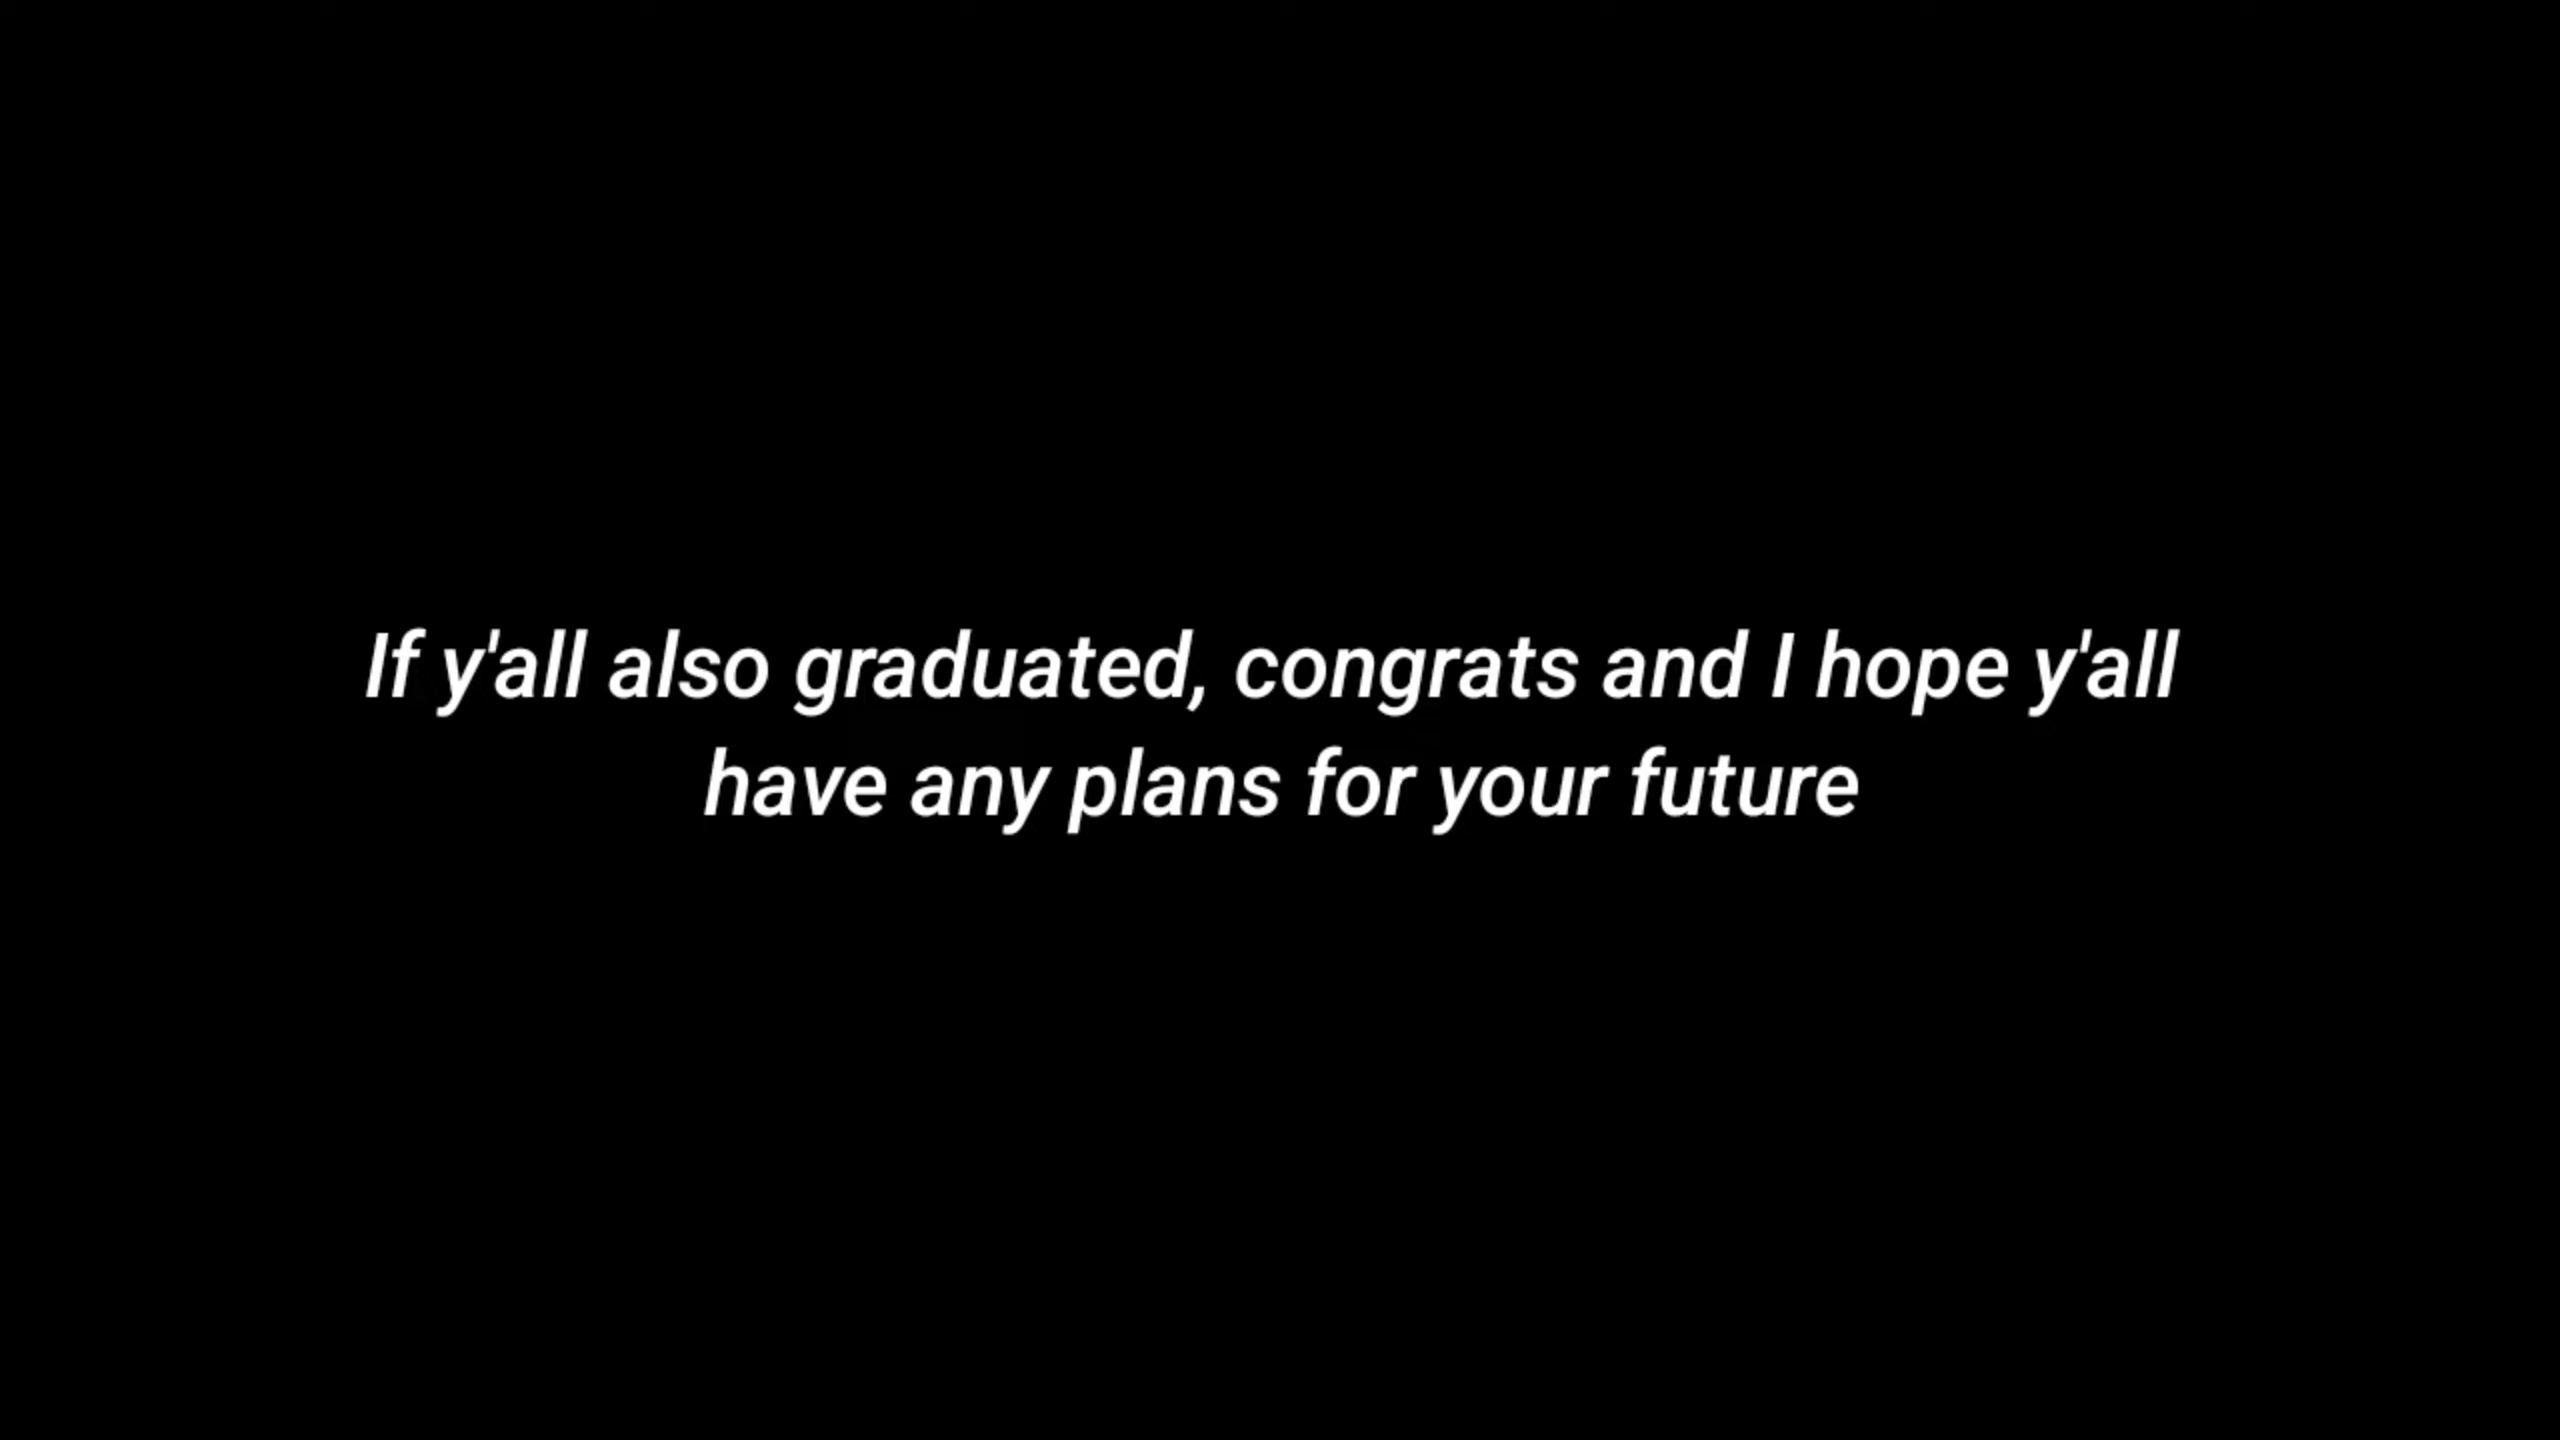 If y'all also graduated, congrats and I hope y'all
have any plans for your future